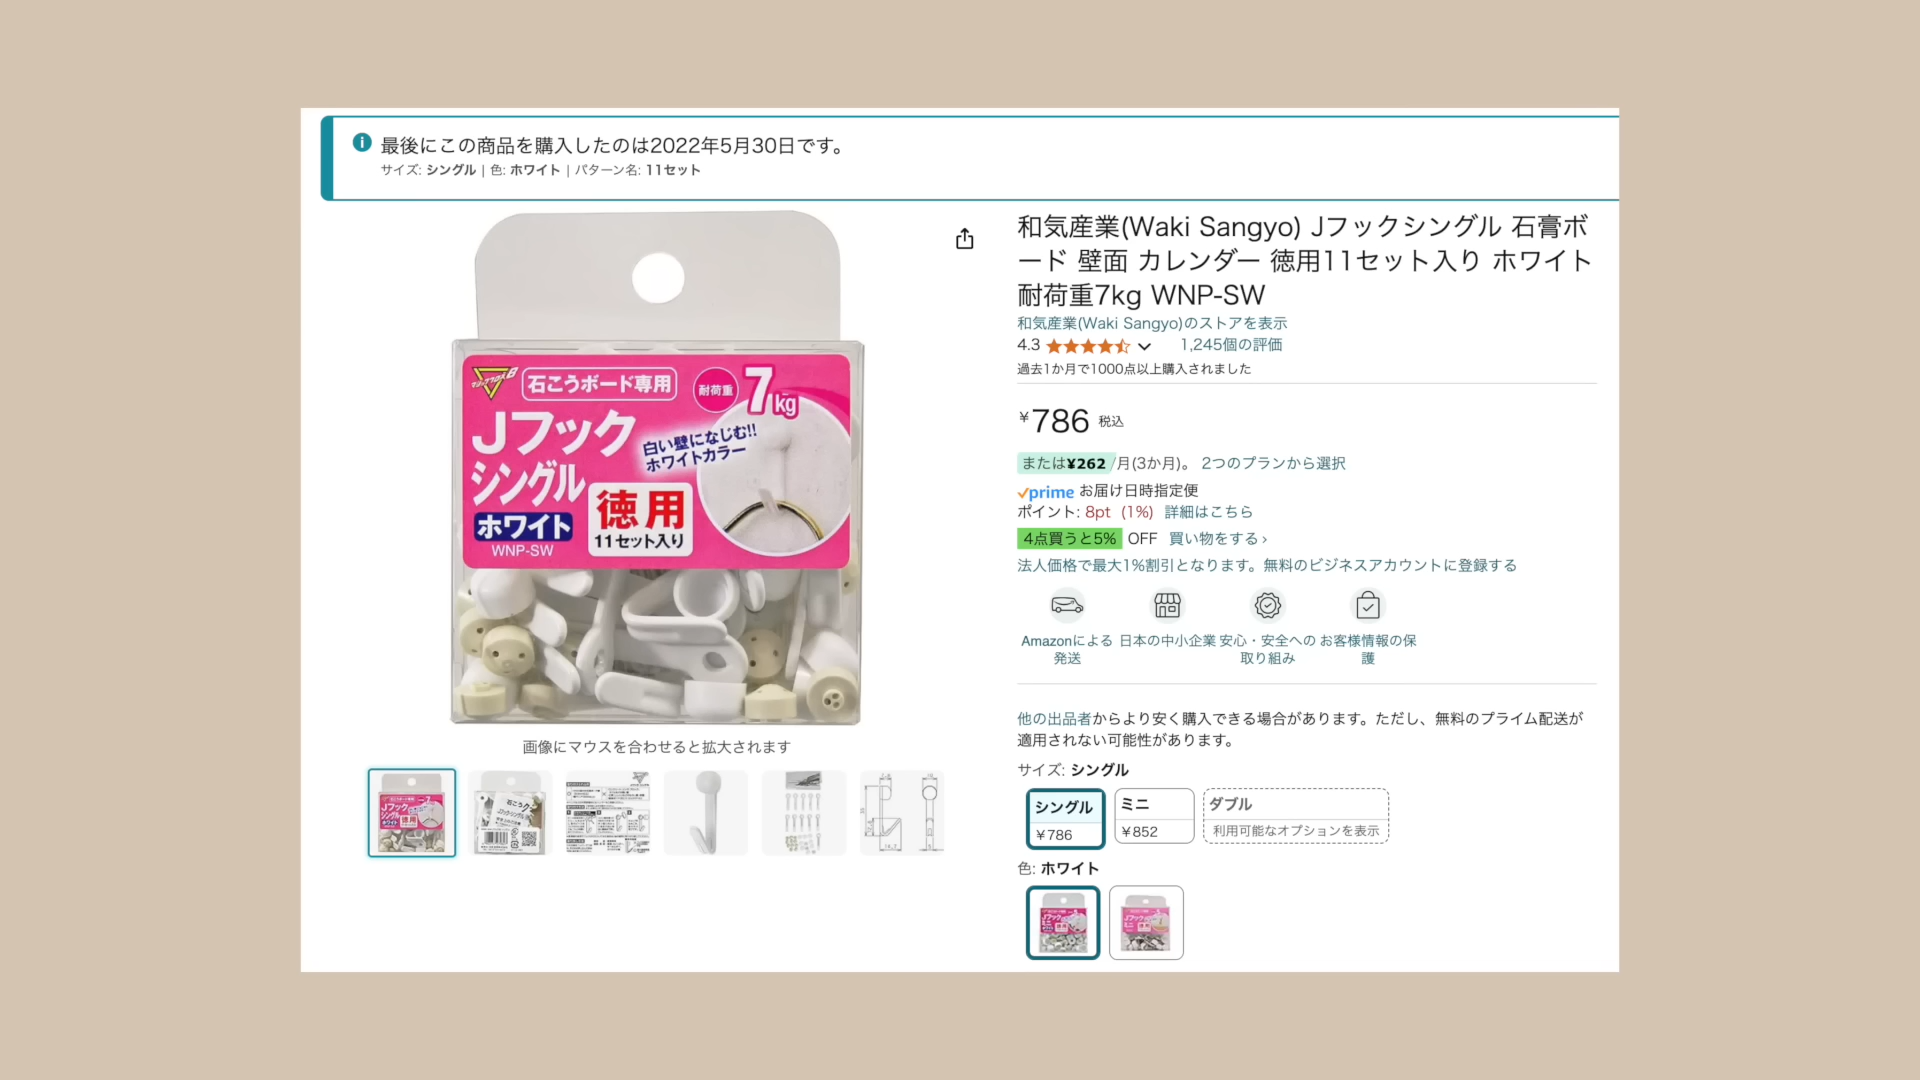 最後にこの商品を購入したのは2022年5月30日です。
サイズ: シングル | 色: ホワイト | パターン名: 11セット
石こうボード専用
耐荷重
7kg
Jフック
シングル
白い壁になじむ!!
ホワイトカラー
ホワイト
WNP-SW
徳用
11セット入り
画像にマウスを合わせると拡大されます
和気産業(Waki Sangyo) Jフックシングル 石膏ボ
ード 壁面 カレンダー 徳用11セット入り ホワイト
耐荷重7kg WNP-SW
和気産業(Waki Sangyo)のストアを表示
4.3
1,245個の評価
過去1か月で1000点以上購入されました
¥786 税込
または¥262 /月(3か月)。 2つのプランから選択
prime お届け日時指定便
ポイント: 8pt (1%) 詳細はこちら
4点買うと5% OFF 買い物をする ›
法人価格で最大1%割引となります。無料のビジネスアカウントに登録する
Amazonによる
発送
日本の中小企業
安心・安全への
取り組み
お客様情報の保
護
他の出品者からより安く購入できる場合があります。ただし、無料のプライム配送が
適用されない可能性があります。
サイズ: シングル
シングル
¥786
ミニ
¥852
ダブル
利用可能なオプションを表示
色: ホワイト